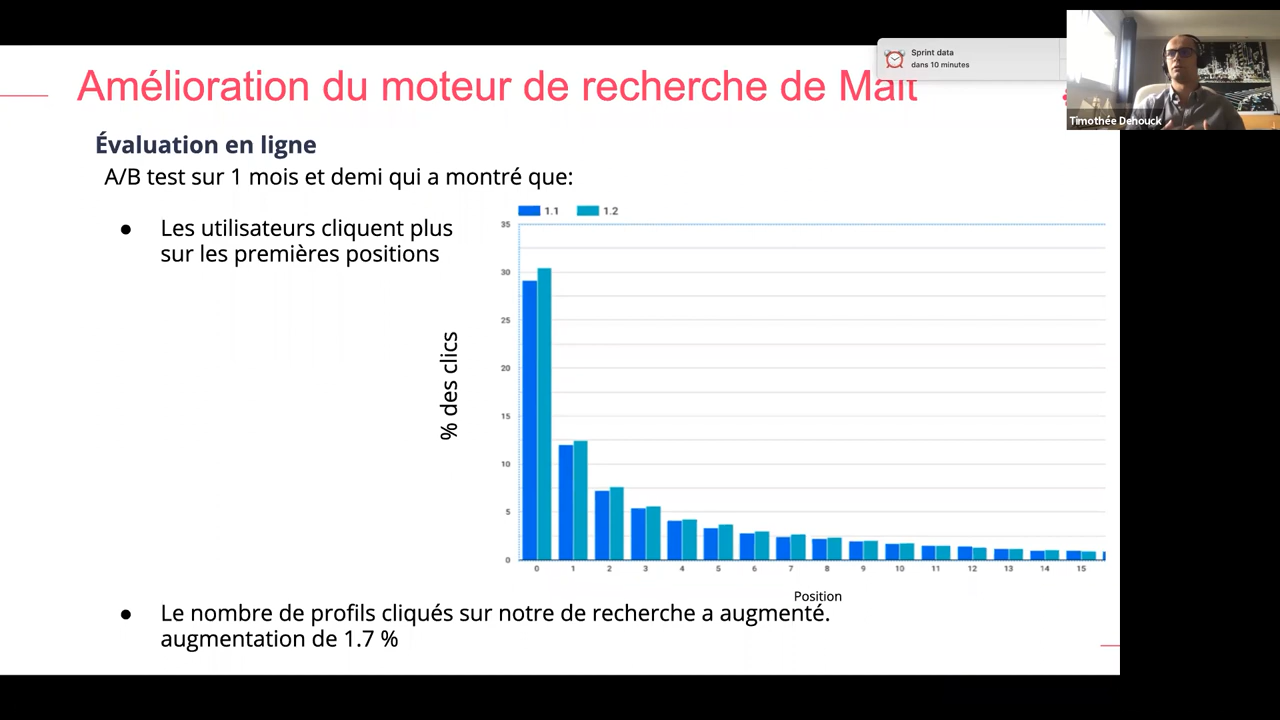 Sprint data
dans 10 minutes
Amélioration du moteur de recherche de Malt
Timothée Dehouck
Évaluation en ligne
A/B test sur 1 mois et demi qui a montré que:
● Les utilisateurs cliquent plus
sur les premières positions
1.1 1.2
35
30
25
20
15
10
5
0
% des clics
0 1 2 3 4 5 6 7 8 9 10 11 12 13 14 15
Position
● Le nombre de profils cliqués sur notre de recherche a augmenté.
augmentation de 1.7 %